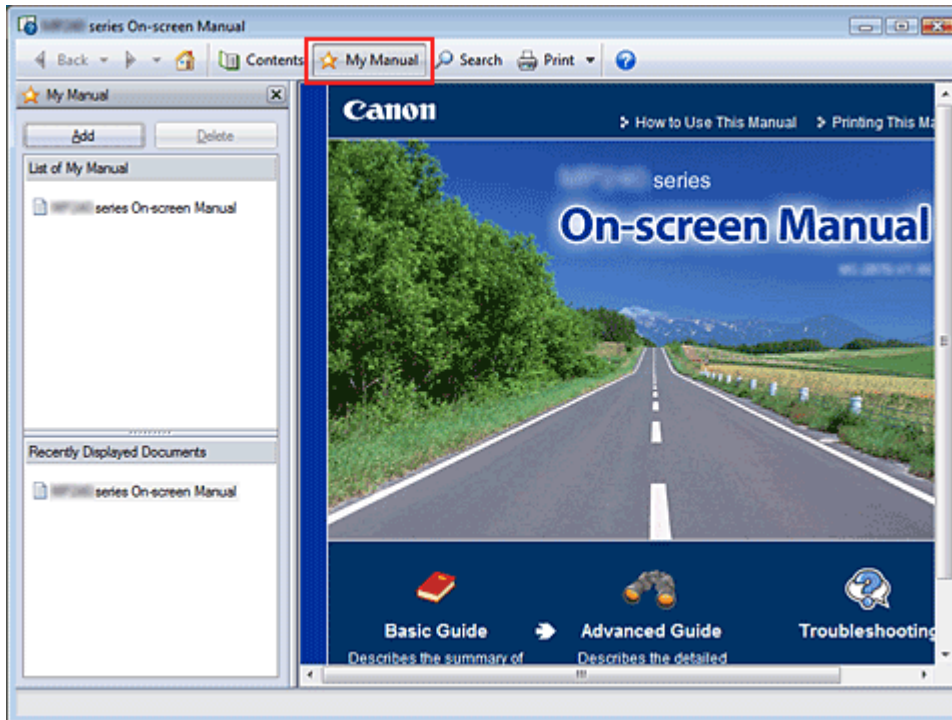 series On-screen Manual
Back Contents My Manual Search Print
My Manual
Add Delete
List of My Manual
series On-screen Manual
Recently Displayed Documents
series On-screen Manual
Canon
How to Use This Manual Printing This Ma
series
On-screen Manual
Basic Guide Advanced Guide Troubleshooting
Describes the summary of Describes the detailed